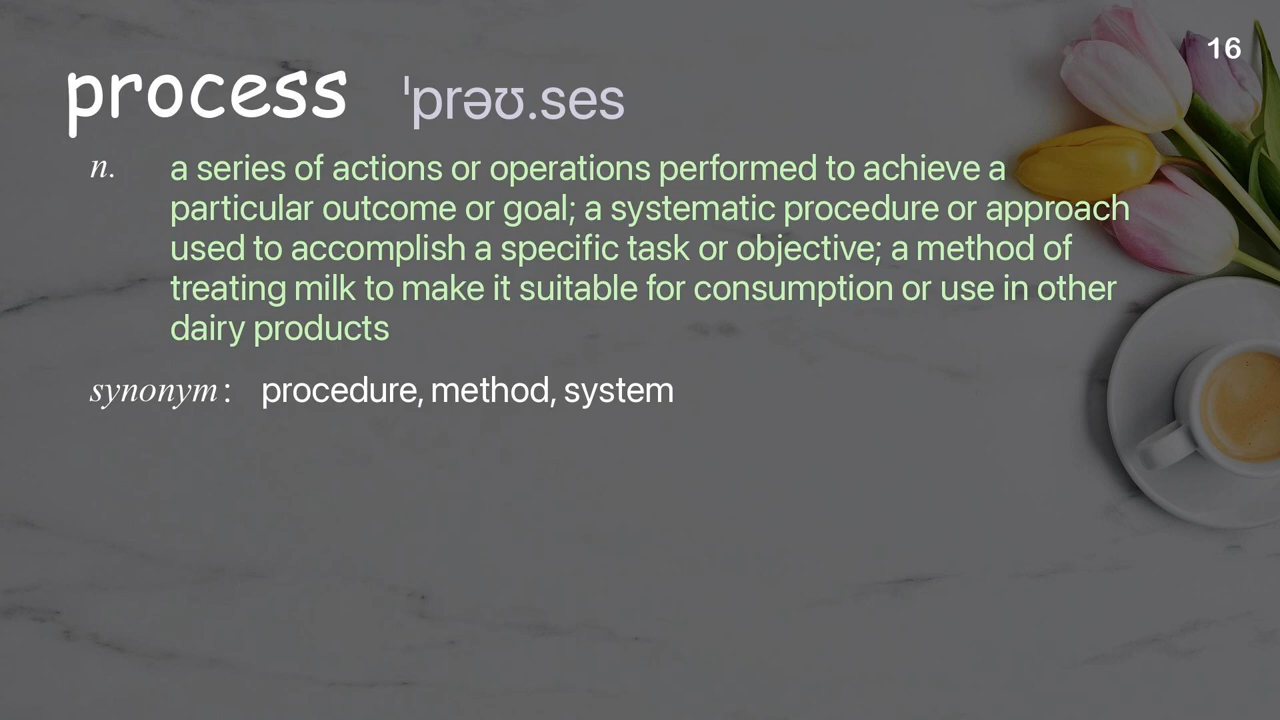 16
process ˈprəʊ.ses
n. a series of actions or operations performed to achieve a
particular outcome or goal; a systematic procedure or approach
used to accomplish a specific task or objective; a method of
treating milk to make it suitable for consumption or use in other
dairy products
synonym: procedure, method, system